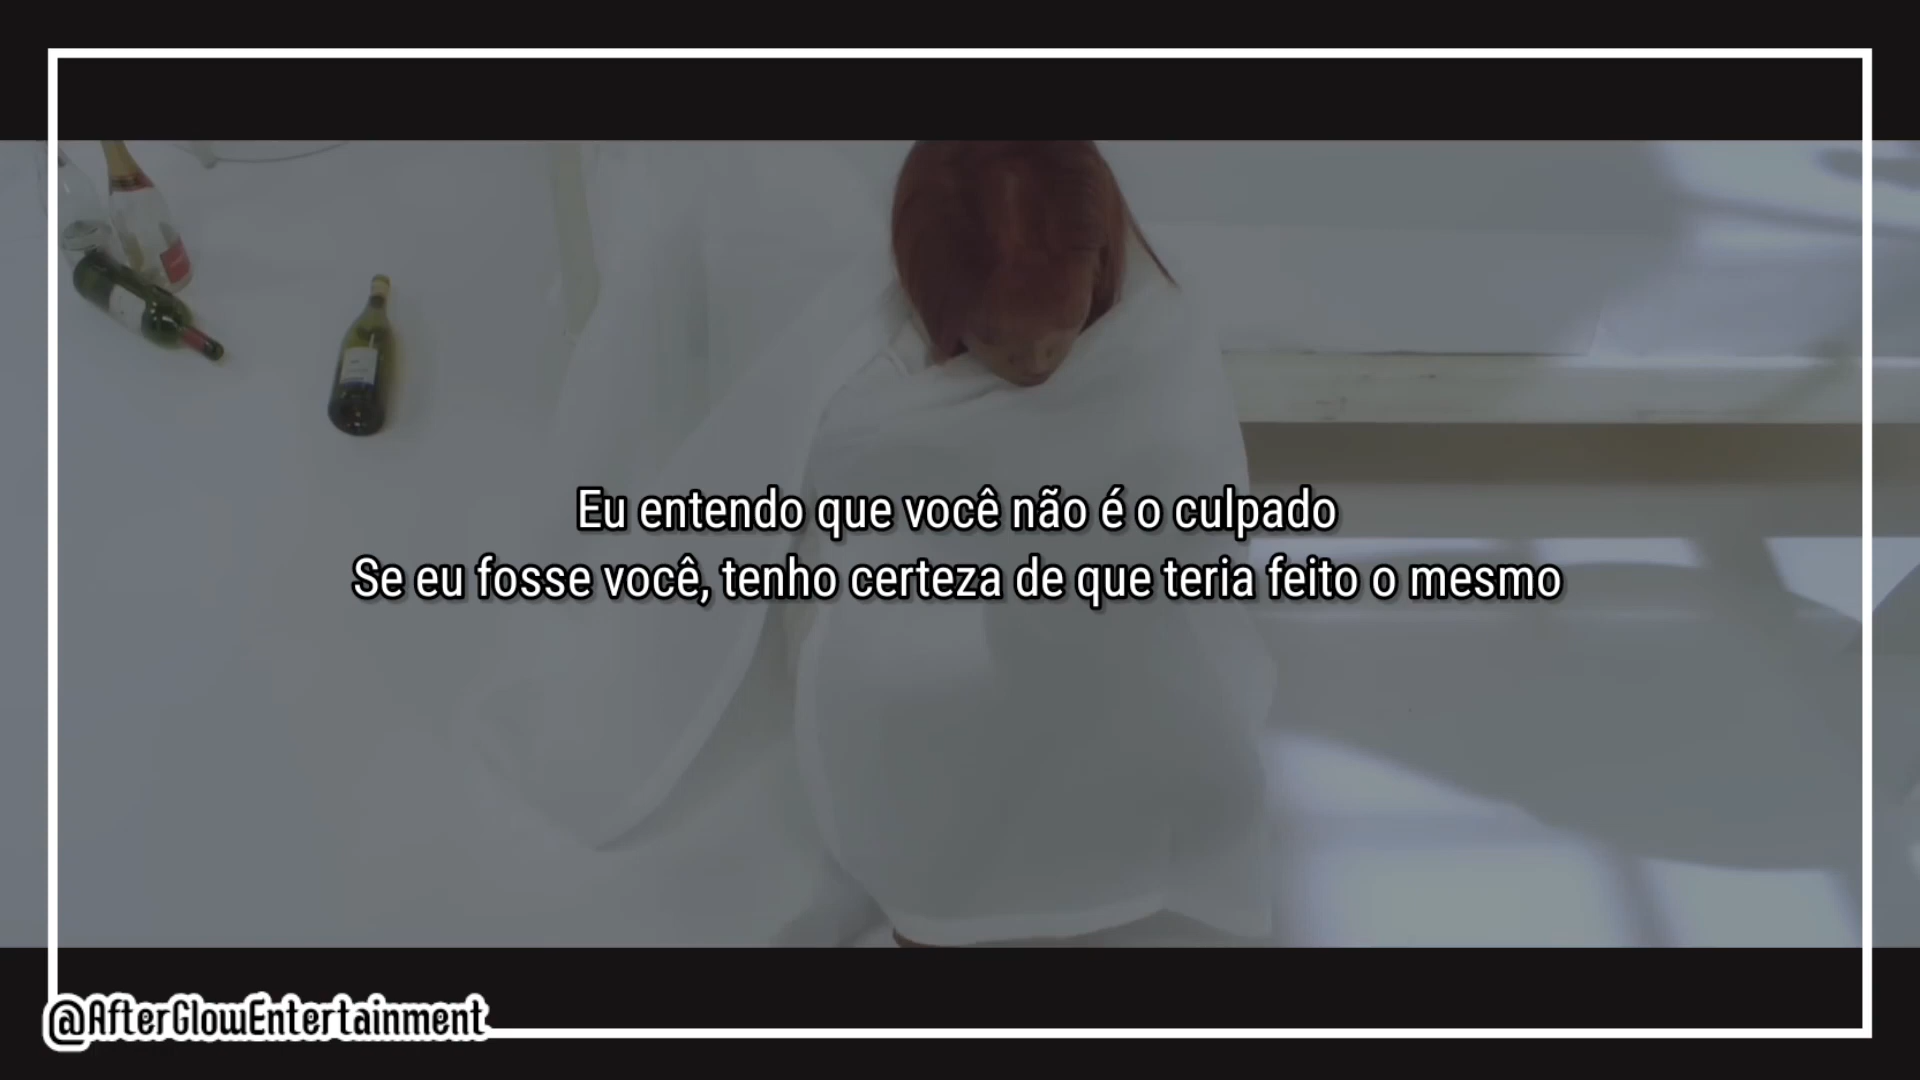 Eu entendo que você não é o culpado
Se eu fosse você, tenho certeza de que teria feito o mesmo
@AfterGlowEntertainment